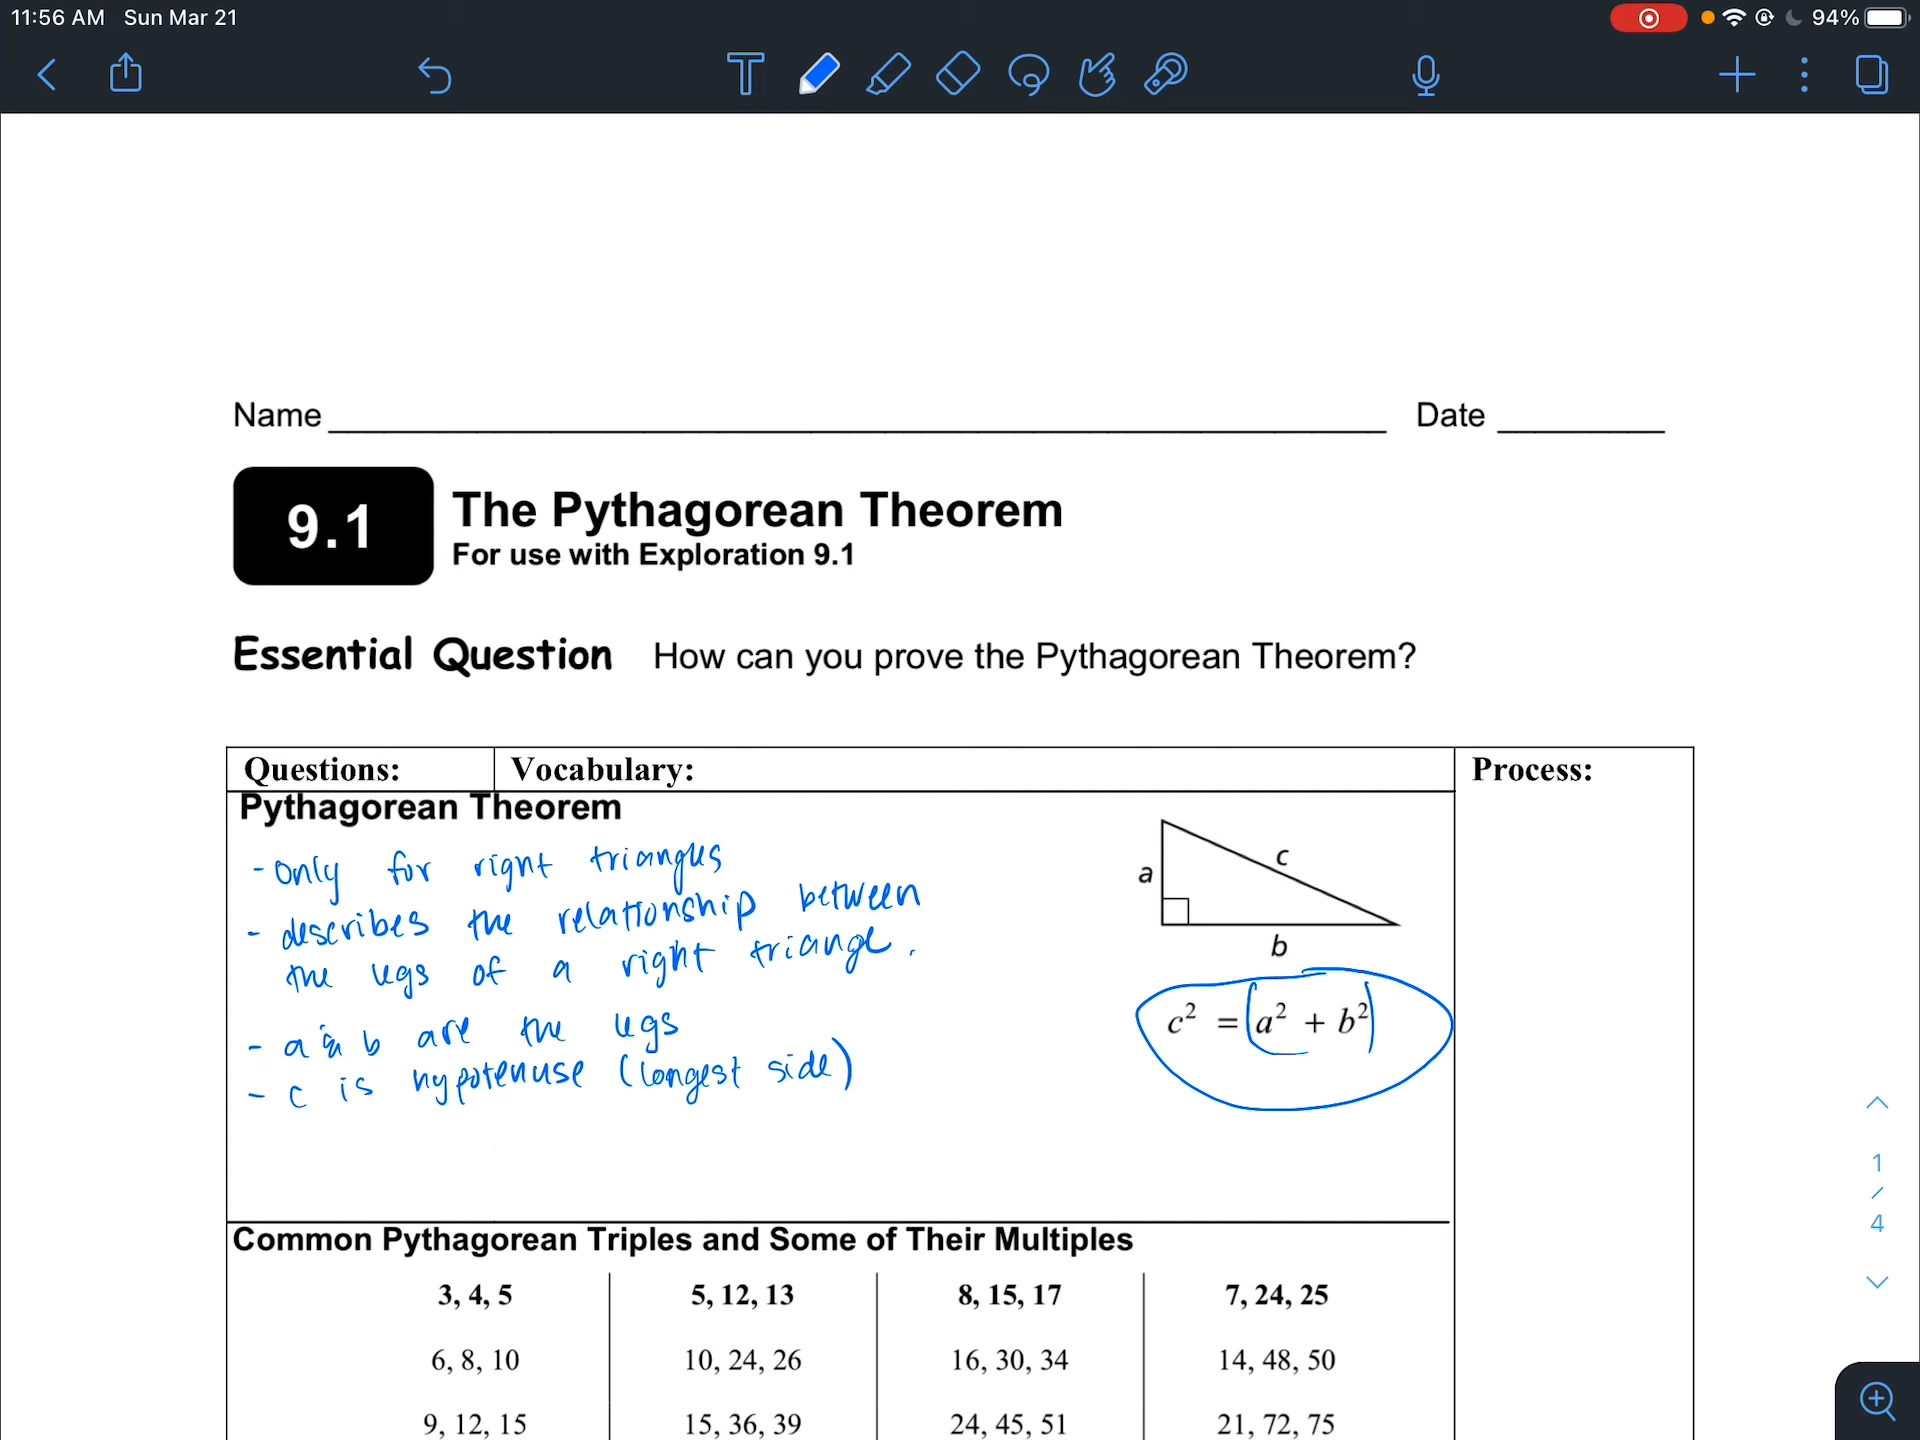 11:56 AM Sun Mar 21
94%
Name
Date
9.1
The Pythagorean Theorem
For use with Exploration 9.1
Essential Question How can you prove the Pythagorean Theorem?
Questions: Vocabulary: Process:
Pythagorean Theorem
- Only for right triangles
- describes the relationship between
the legs of a right triangle.
- a & b are the legs
- c is hypotenuse (longest side)
a
c
b
c² = (a² + b²)
Common Pythagorean Triples and Some of Their Multiples
3, 4, 5 5, 12, 13 8, 15, 17 7, 24, 25
6, 8, 10 10, 24, 26 16, 30, 34 14, 48, 50
9, 12, 15 15, 36, 39 24, 45, 51 21, 72, 75
1
/
4